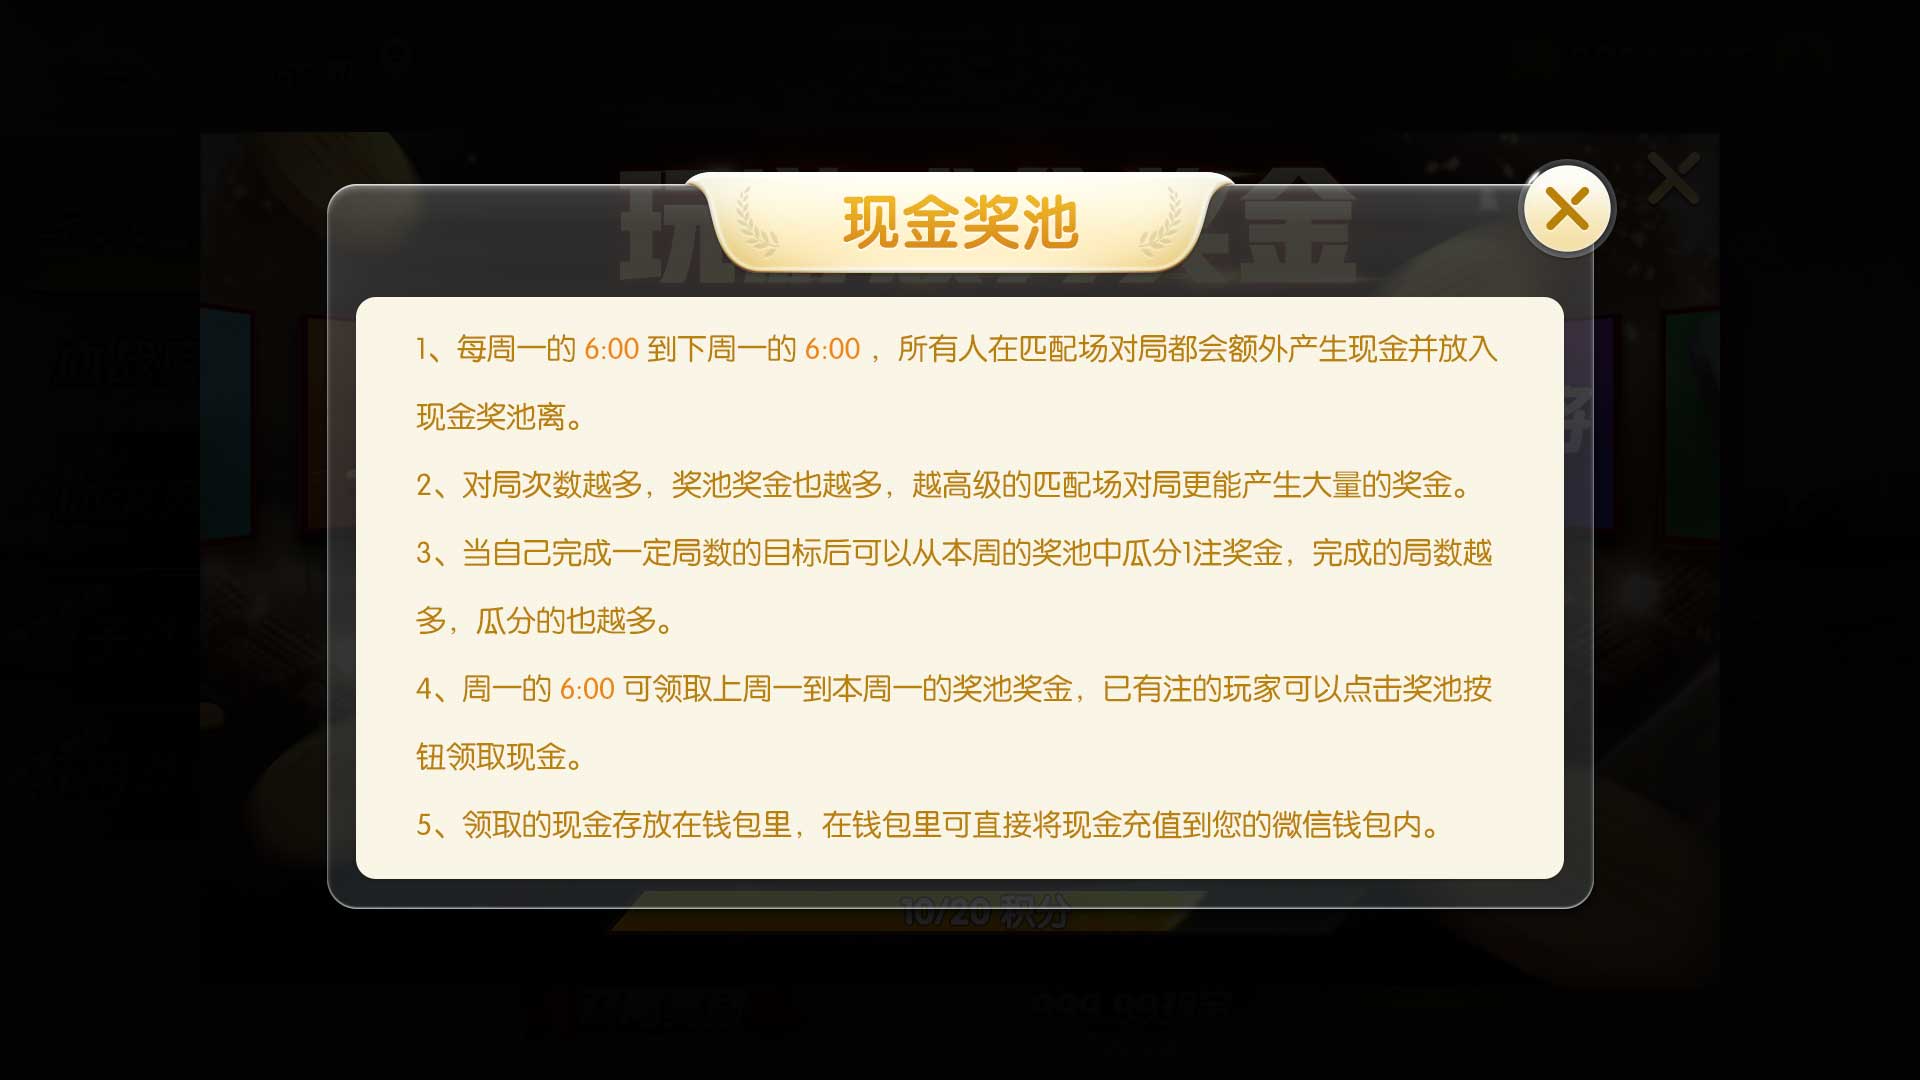 现金奖池
1、每周一的 6:00 到下周一的 6:00 ，所有人在匹配场对局都会额外产生现金并放入
现金奖池离。
2、对局次数越多，奖池奖金也越多，越高级的匹配场对局更能产生大量的奖金。
3、当自己完成一定局数的目标后可以从本周的奖池中瓜分1注奖金，完成的局数越
多，瓜分的也越多。
4、周一的 6:00 可领取上周一到本周一的奖池奖金，已有注的玩家可以点击奖池按
钮领取现金。
5、领取的现金存放在钱包里，在钱包里可直接将现金充值到您的微信钱包内。
10/20 积分